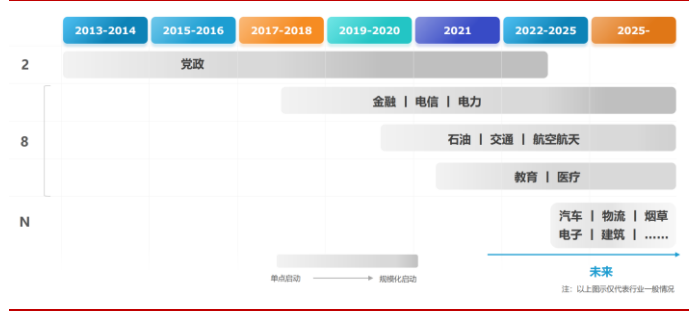 2013-2014 2015-2016 2017-2018 2019-2020 2021 2022-2025 2025-
2 党政
金融 | 电信 | 电力
8 石油 | 交通 | 航空航天
教育 | 医疗
N 汽车 | 物流 | 烟草
电子 | 建筑 | ……
单点启动 规模化启动
未来
注：以上图示仅代表行业一般情况